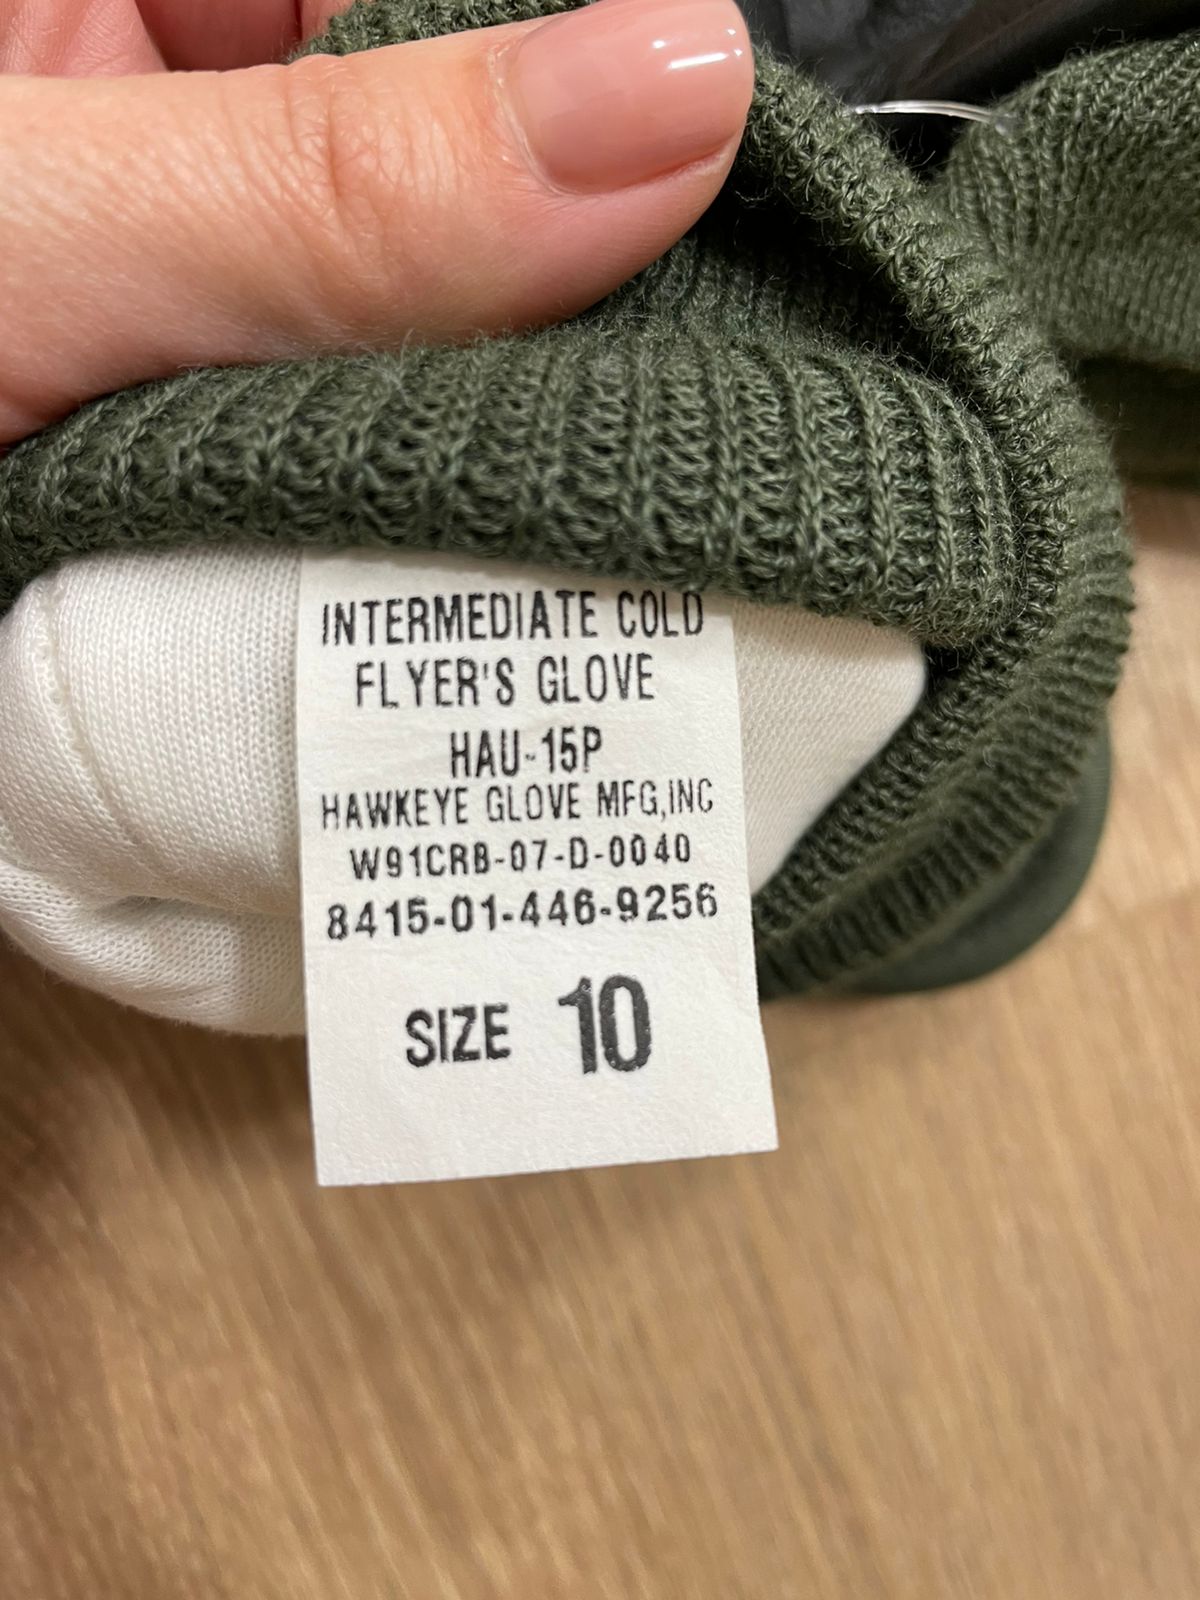 INTERMEDIATE COLD
FLYER'S GLOVE
HAU-15P
HAWKEYE GLOVE MFG,INC
W91CRB-07-D-0040
8415-01-446-9256
SIZE 10